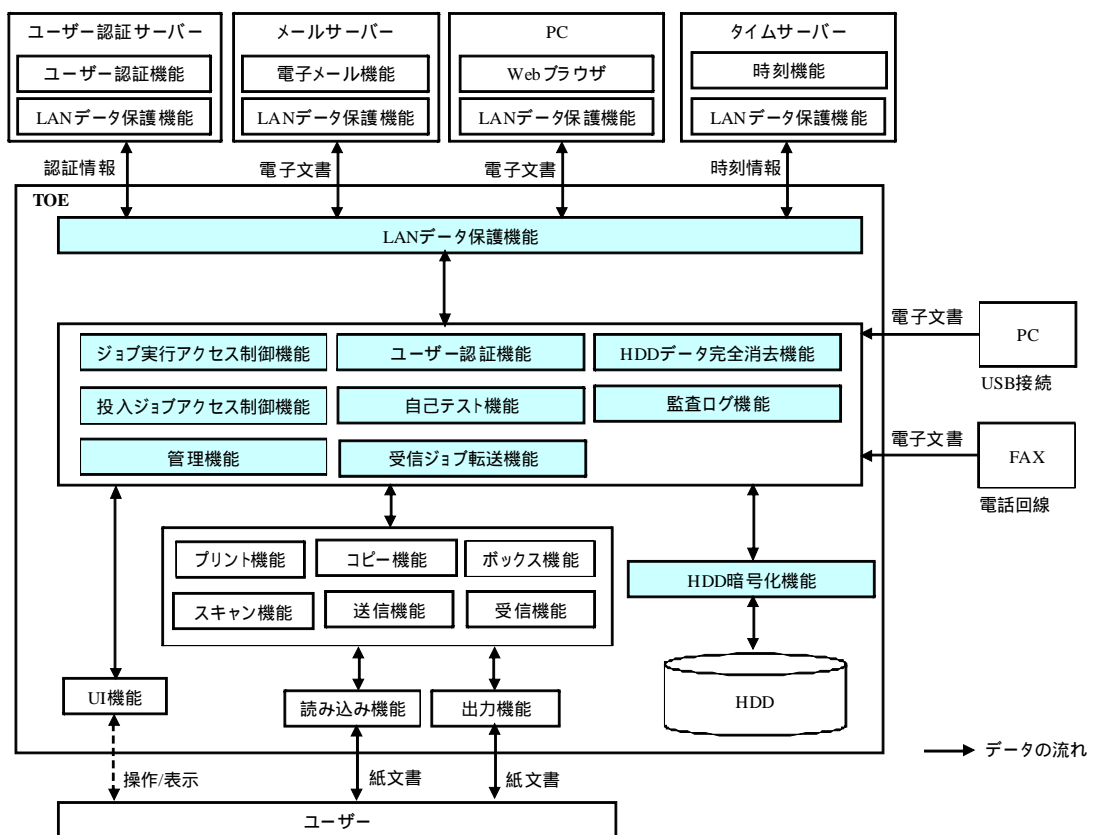 ユーザー認証サーバー
ユーザー認証機能
LANデータ保護機能
メールサーバー
電子メール機能
LANデータ保護機能
PC
Webブラウザ
LANデータ保護機能
タイムサーバー
時刻機能
LANデータ保護機能
認証情報
電子文書
電子文書
時刻情報
TOE
LANデータ保護機能
ジョブ実行アクセス制御機能
ユーザー認証機能
HDDデータ完全消去機能
投入ジョブアクセス制御機能
自己テスト機能
監査ログ機能
管理機能
受信ジョブ転送機能
電子文書
PC
USB接続
電子文書
FAX
電話回線
プリント機能
コピー機能
ボックス機能
スキャン機能
送信機能
受信機能
HDD暗号化機能
HDD
UI機能
読み込み機能
出力機能
データの流れ
操作/表示
紙文書
紙文書
ユーザー